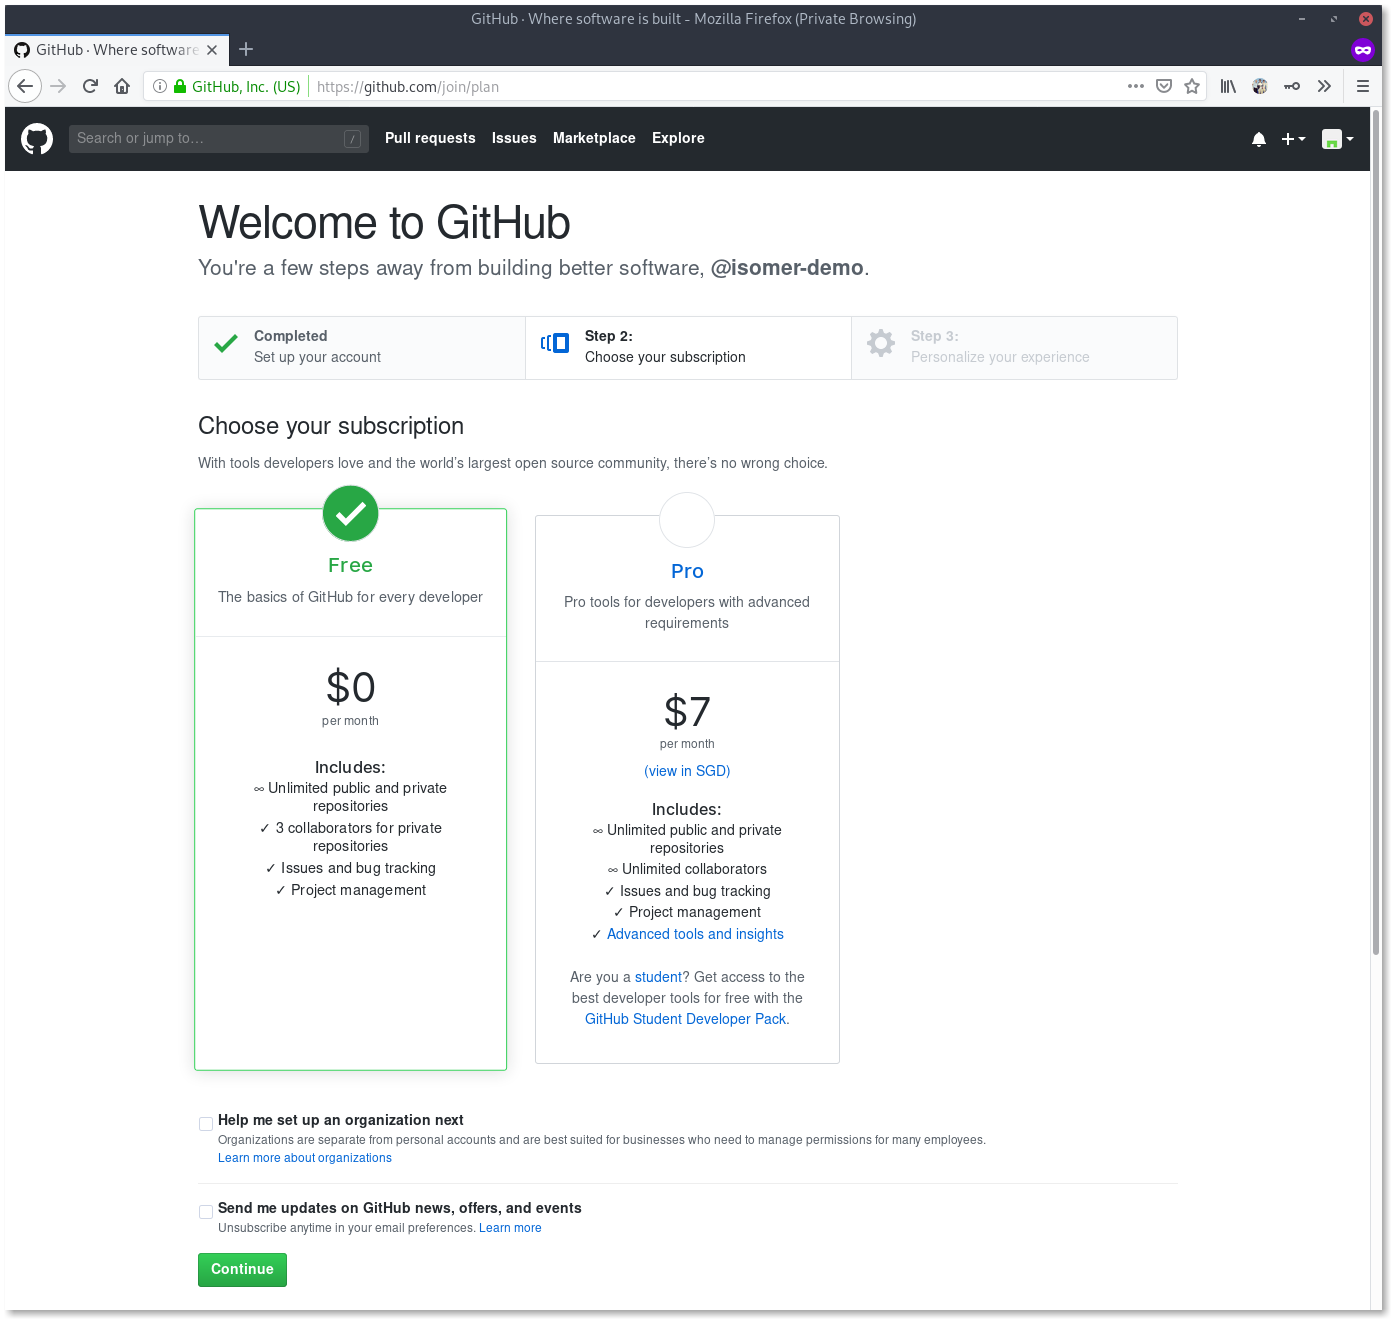 GitHub · Where software is built - Mozilla Firefox (Private Browsing)
GitHub · Where software
GitHub, Inc. (US) https://github.com/join/plan
Search or jump to… / Pull requests Issues Marketplace Explore
Welcome to GitHub
You're a few steps away from building better software, @isomer-demo.
Completed
Set up your account
Step 2:
Choose your subscription
Step 3:
Personalize your experience
Choose your subscription
With tools developers love and the world's largest open source community, there's no wrong choice.
Free
The basics of GitHub for every developer
$0
per month
Includes:
∞ Unlimited public and private
repositories
✓ 3 collaborators for private
repositories
✓ Issues and bug tracking
✓ Project management
Pro
Pro tools for developers with advanced
requirements
$7
per month
(view in SGD)
Includes:
∞ Unlimited public and private
repositories
∞ Unlimited collaborators
✓ Issues and bug tracking
✓ Project management
✓ Advanced tools and insights
Are you a student? Get access to the
best developer tools for free with the
GitHub Student Developer Pack.
Help me set up an organization next
Organizations are separate from personal accounts and are best suited for businesses who need to manage permissions for many employees.
Learn more about organizations
Send me updates on GitHub news, offers, and events
Unsubscribe anytime in your email preferences. Learn more
Continue